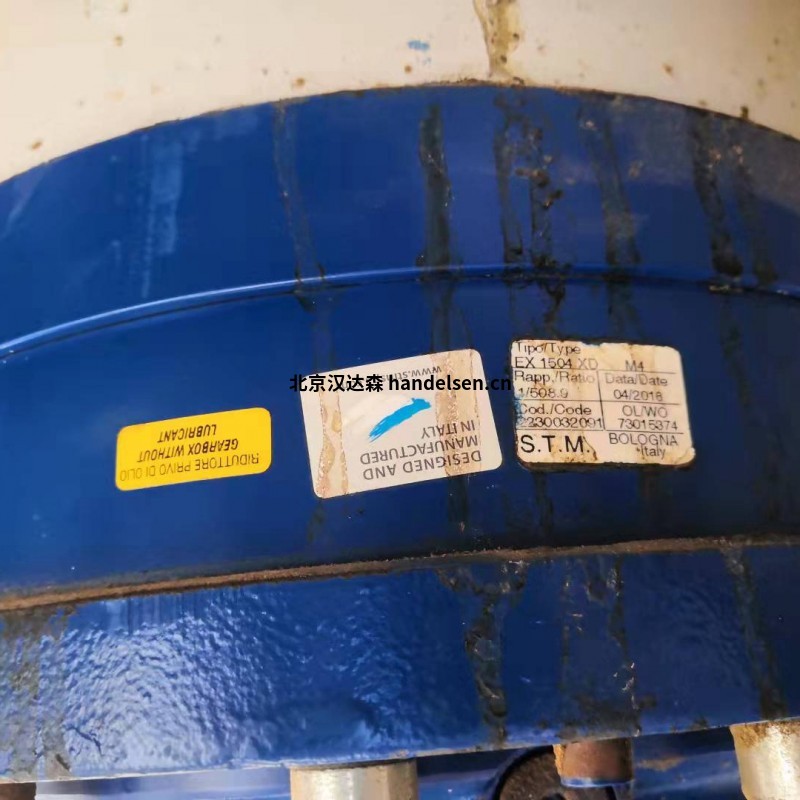 北京汉达森 handelsen.cn
RIDUTTORE PRIVO DI OLIO
GEARBOX WITHOUT
LUBRICANT
DESIGNED AND
MANUFACTURED
IN ITALY
Tipo/Type
EX 1504 XD M4
Rapp./Ratio Data/Date
1/508.9 04/2018
Cod./Code OL/WO
2230032091 73015374
S.T.M. BOLOGNA
-Italy